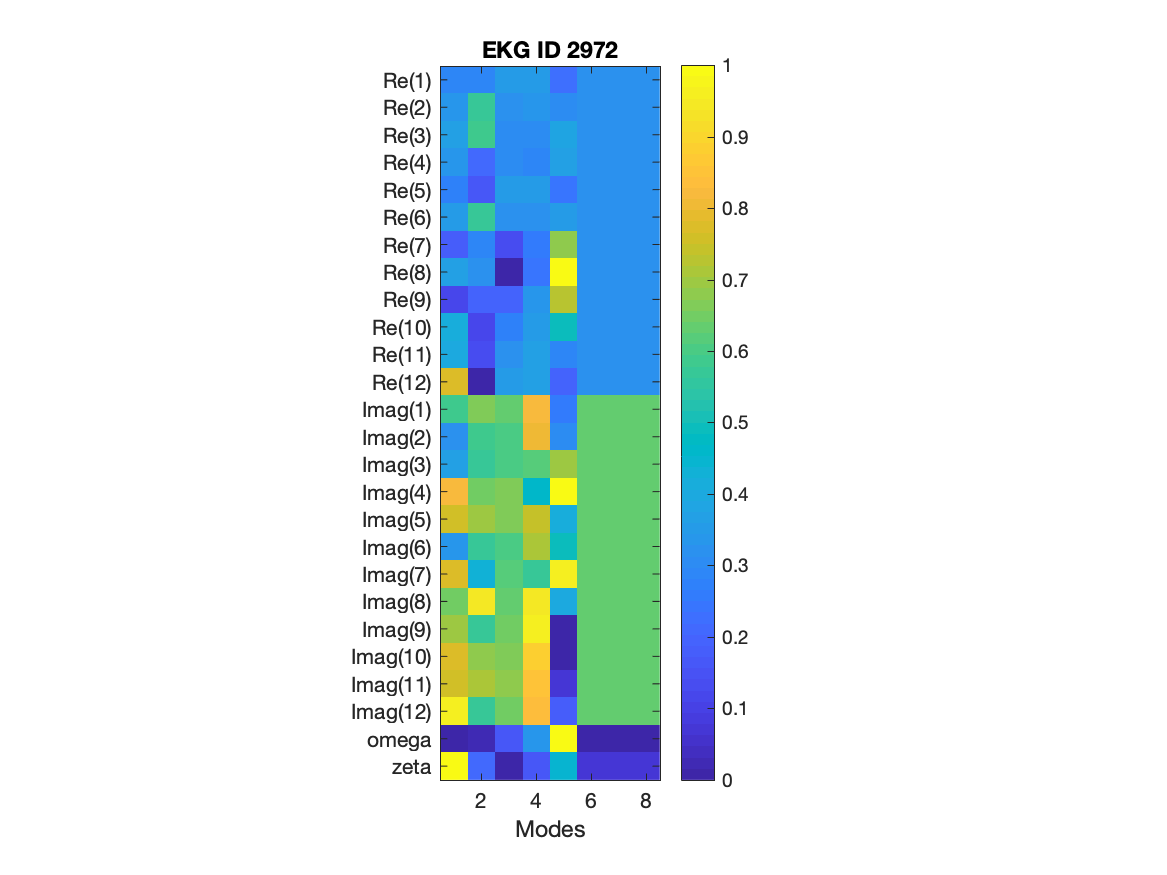 EKG ID 2972
Re(1)
Re(2)
Re(3)
Re(4)
Re(5)
Re(6)
Re(7)
Re(8)
Re(9)
Re(10)
Re(11)
Re(12)
Imag(1)
Imag(2)
Imag(3)
Imag(4)
Imag(5)
Imag(6)
Imag(7)
Imag(8)
Imag(9)
Imag(10)
Imag(11)
Imag(12)
omega
zeta
2 4 6 8
Modes
1
0.9
0.8
0.7
0.6
0.5
0.4
0.3
0.2
0.1
0